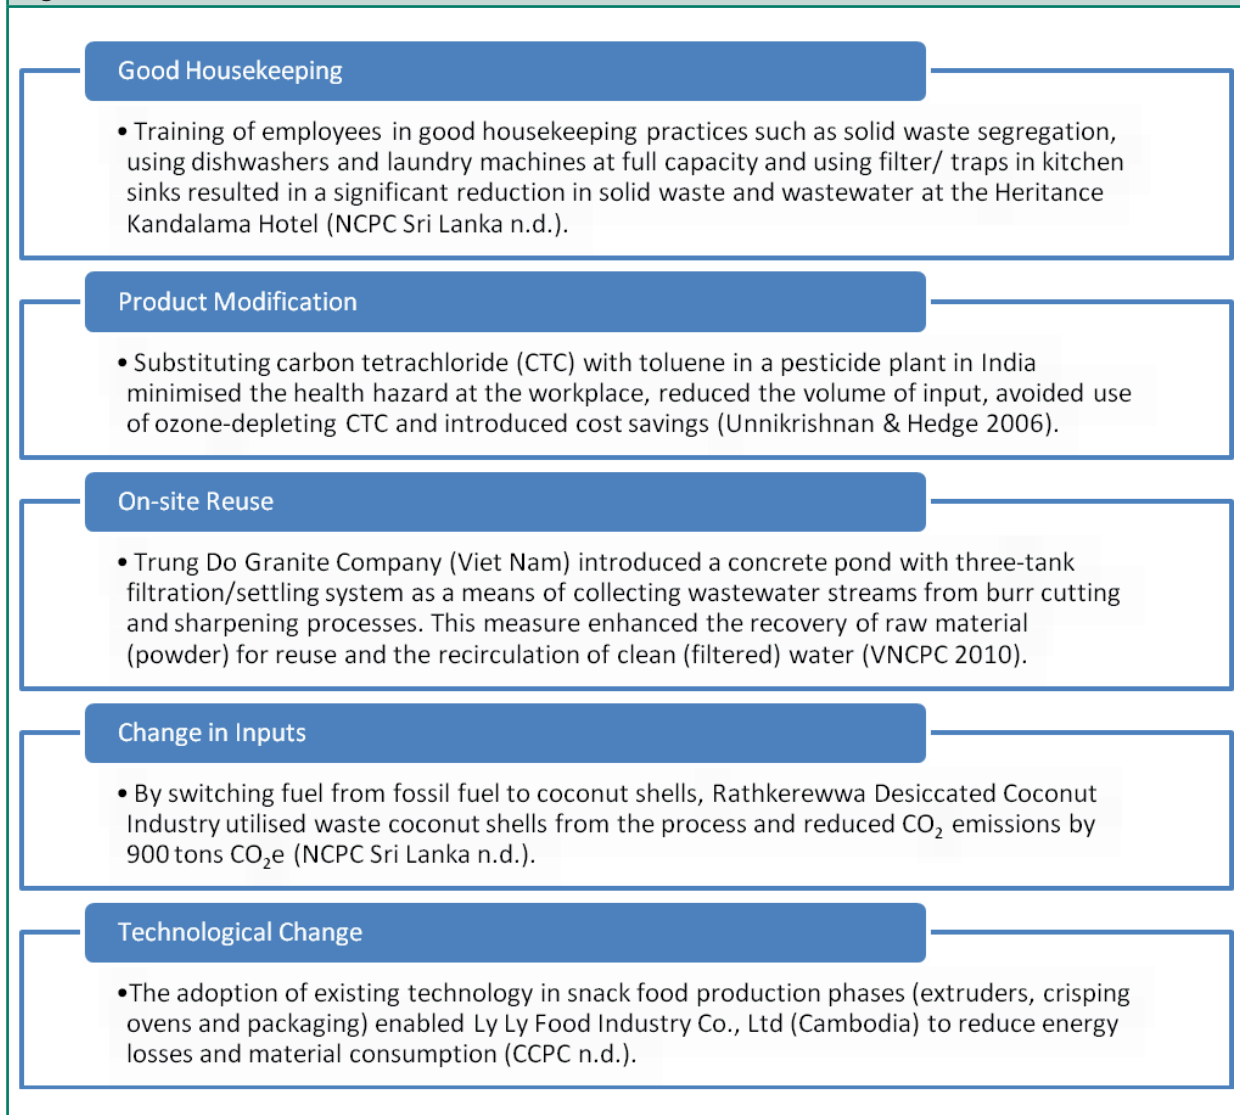 Good Housekeeping
• Training of employees in good housekeeping practices such as solid waste segregation,
using dishwashers and laundry machines at full capacity and using filter/ traps in kitchen
sinks resulted in a significant reduction in solid waste and wastewater at the Heritance
Kandalama Hotel (NCPC Sri Lanka n.d.).
Product Modification
• Substituting carbon tetrachloride (CTC) with toluene in a pesticide plant in India
minimised the health hazard at the workplace, reduced the volume of input, avoided use
of ozone-depleting CTC and introduced cost savings (Unnikrishnan & Hedge 2006).
On-site Reuse
• Trung Do Granite Company (Viet Nam) introduced a concrete pond with three-tank
filtration/settling system as a means of collecting wastewater streams from burr cutting
and sharpening processes. This measure enhanced the recovery of raw material
(powder) for reuse and the recirculation of clean (filtered) water (VNCPC 2010).
Change in Inputs
• By switching fuel from fossil fuel to coconut shells, Rathkerewwa Desiccated Coconut
Industry utilised waste coconut shells from the process and reduced CO₂ emissions by
900 tons CO₂e (NCPC Sri Lanka n.d.).
Technological Change
•The adoption of existing technology in snack food production phases (extruders, crisping
ovens and packaging) enabled Ly Ly Food Industry Co., Ltd (Cambodia) to reduce energy
losses and material consumption (CCPC n.d.).